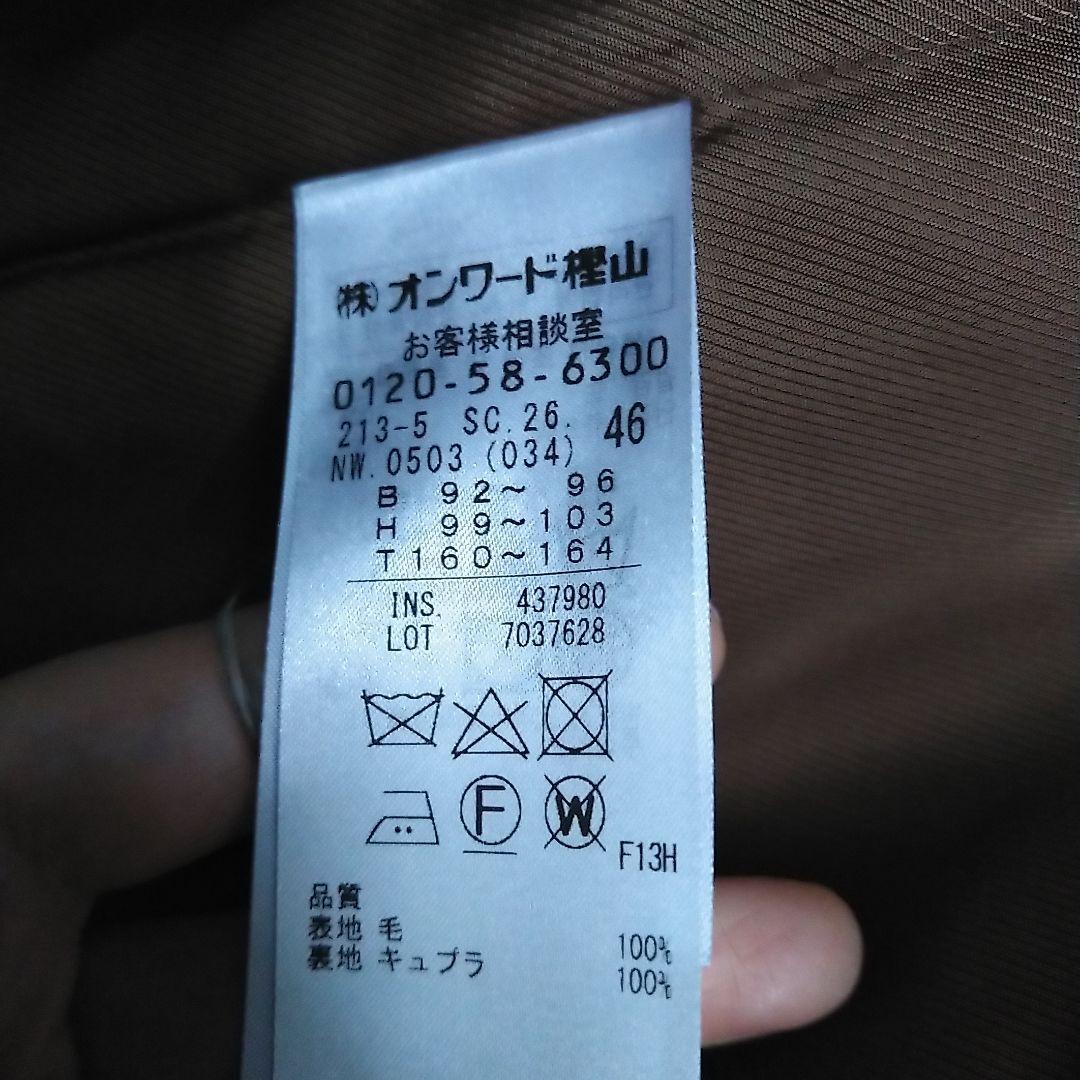 ㈱オンワード樫山
お客様相談室
0120-58-6300
213-5 SC.26. 46
NW.0503 (034)
B 92～ 96
H 99～103
T160～164
INS. 437980
LOT 7037628
F
W
F13H
品質
表地 毛 100%
裏地 キュプラ 100%